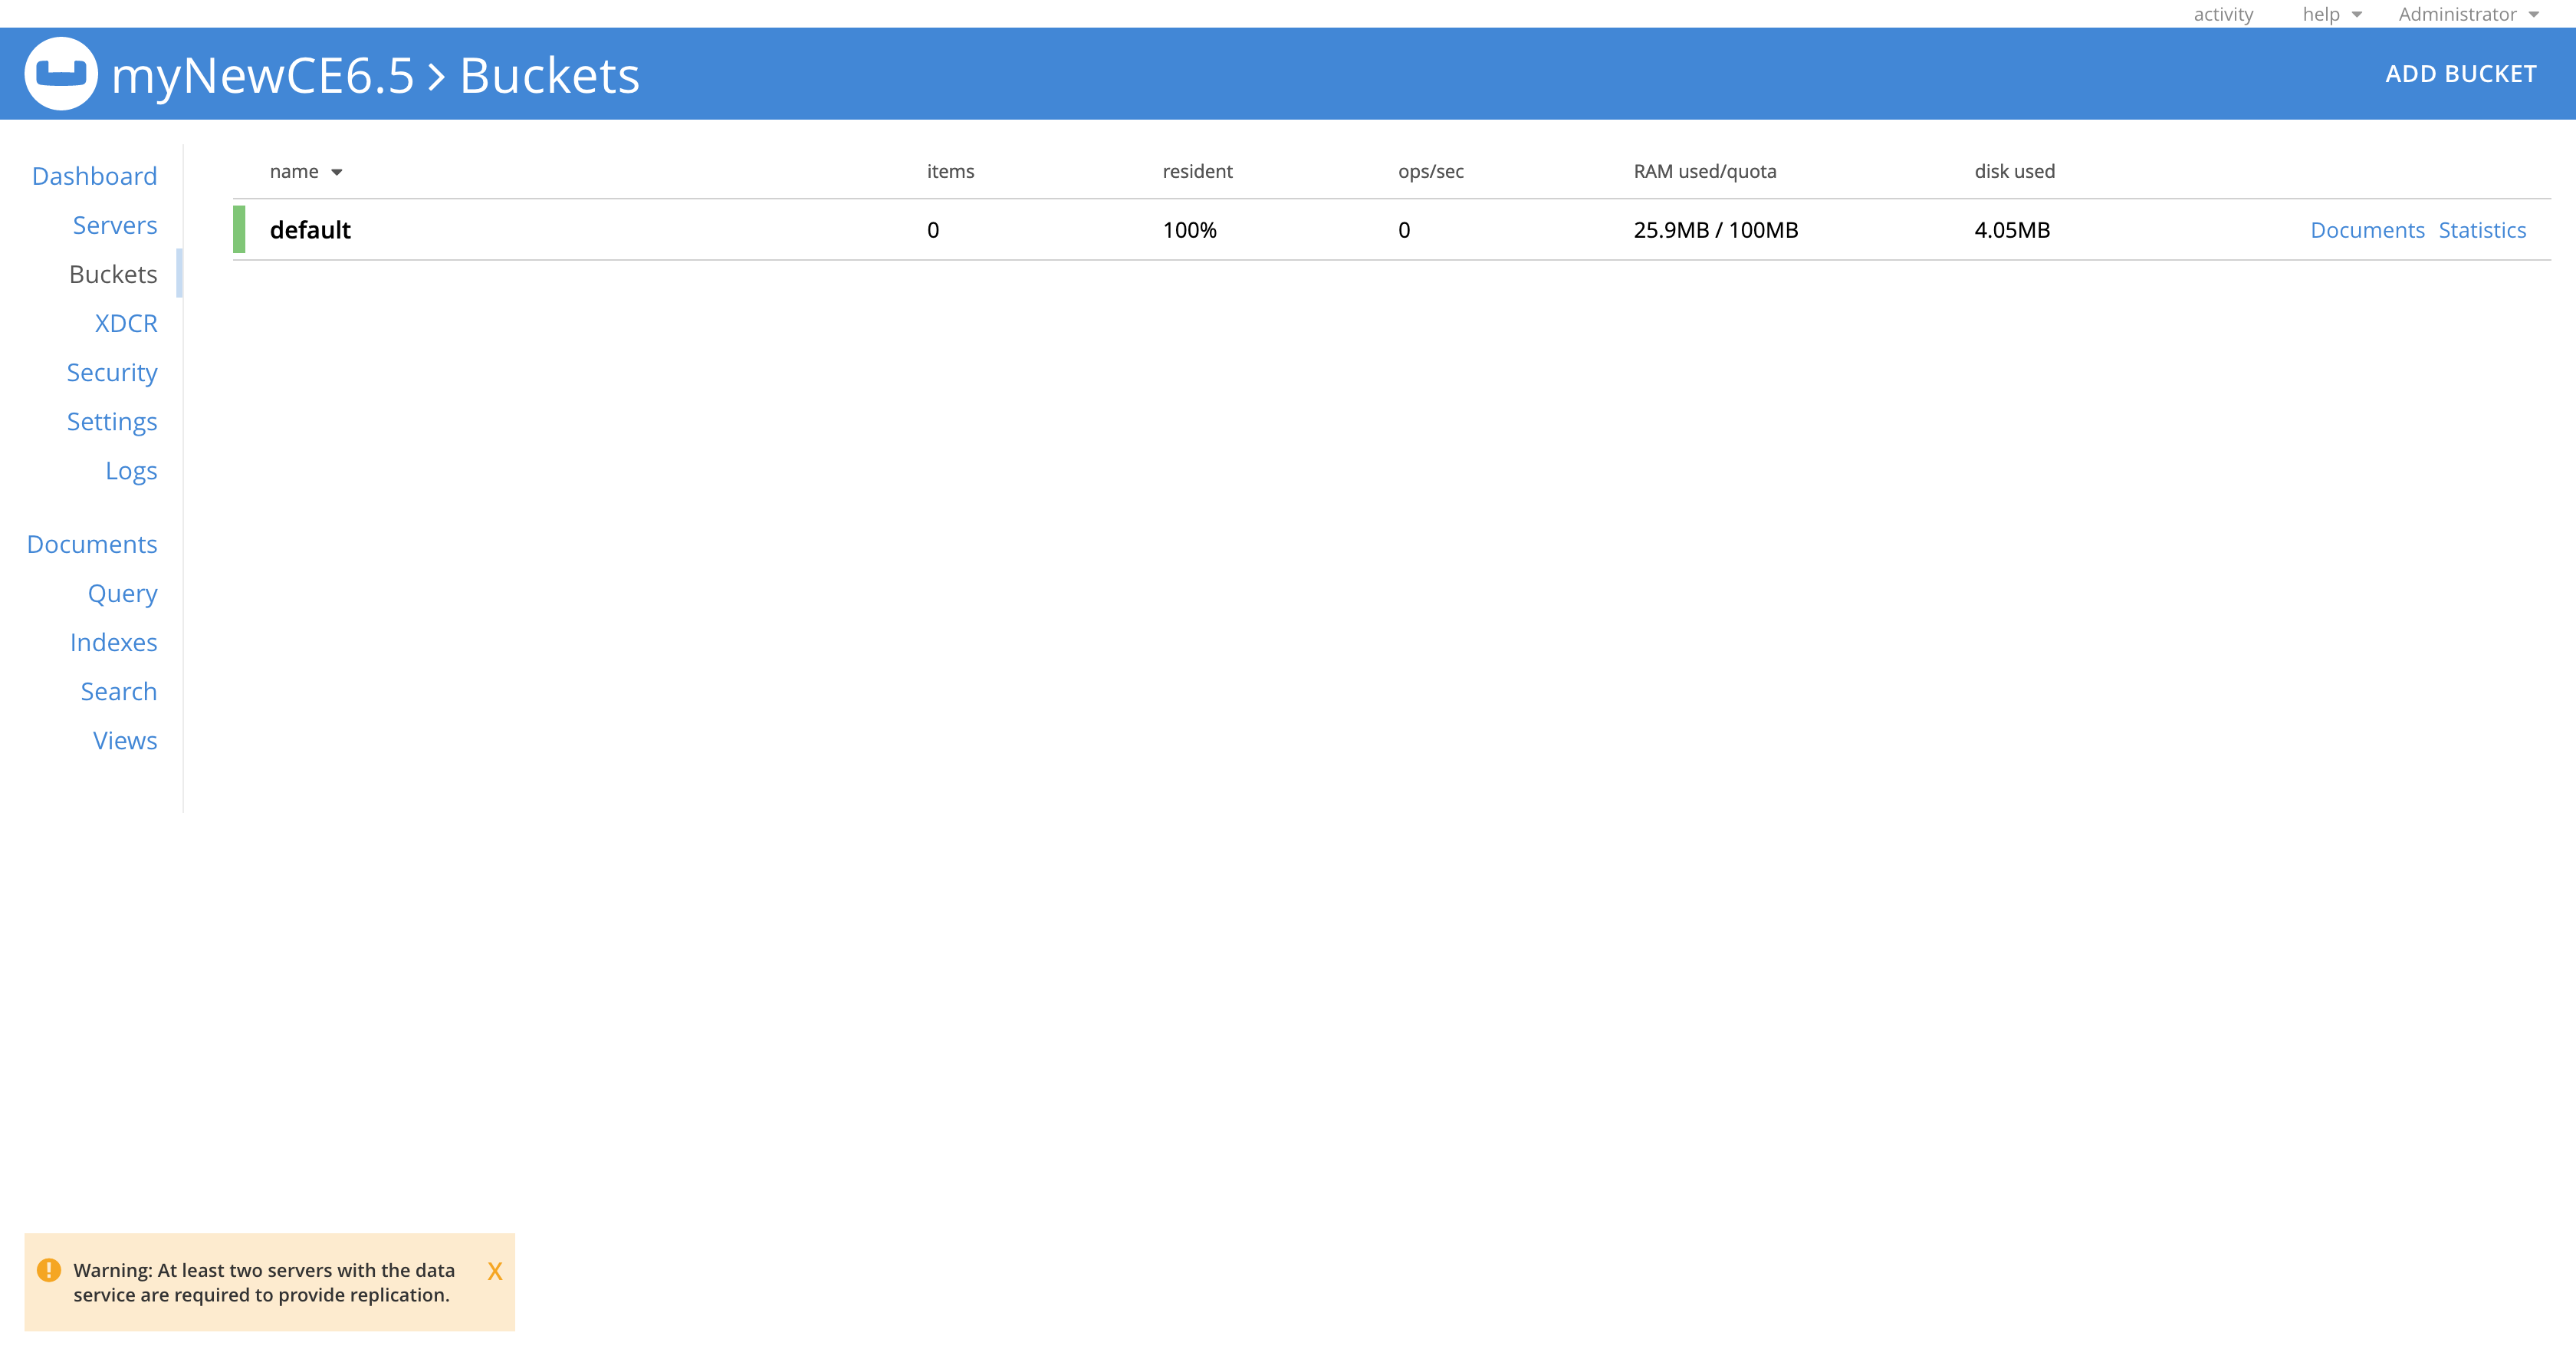 activity help Administrator
myNewCE6.5 > Buckets ADD BUCKET
Dashboard
Servers
Buckets
XDCR
Security
Settings
Logs
Documents
Query
Indexes
Search
Views
name items resident ops/sec RAM used/quota disk used
default 0 100% 0 25.9MB / 100MB 4.05MB Documents Statistics
Warning: At least two servers with the data X
service are required to provide replication.